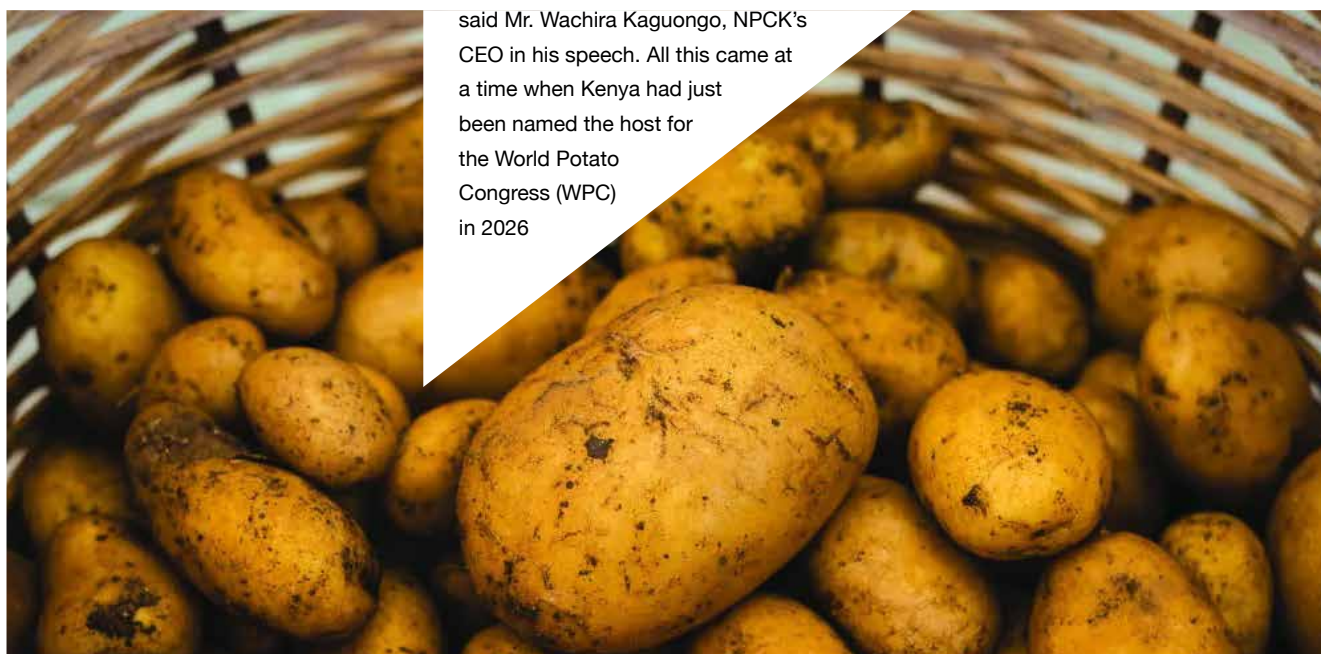 said Mr. Wachira Kaguongo, NPCK’s
CEO in his speech. All this came at
a time when Kenya had just
been named the host for
the World Potato
Congress (WPC)
in 2026